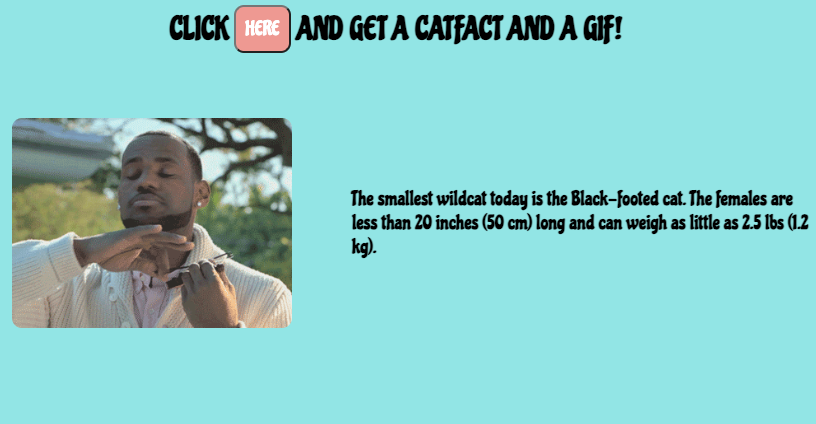 CLICK HERE AND GET A CATFACT AND A GIF!
The smallest wildcat today is the Black-footed cat. The females are
less than 20 inches (50 cm) long and can weigh as little as 2.5 lbs (1.2
kg).